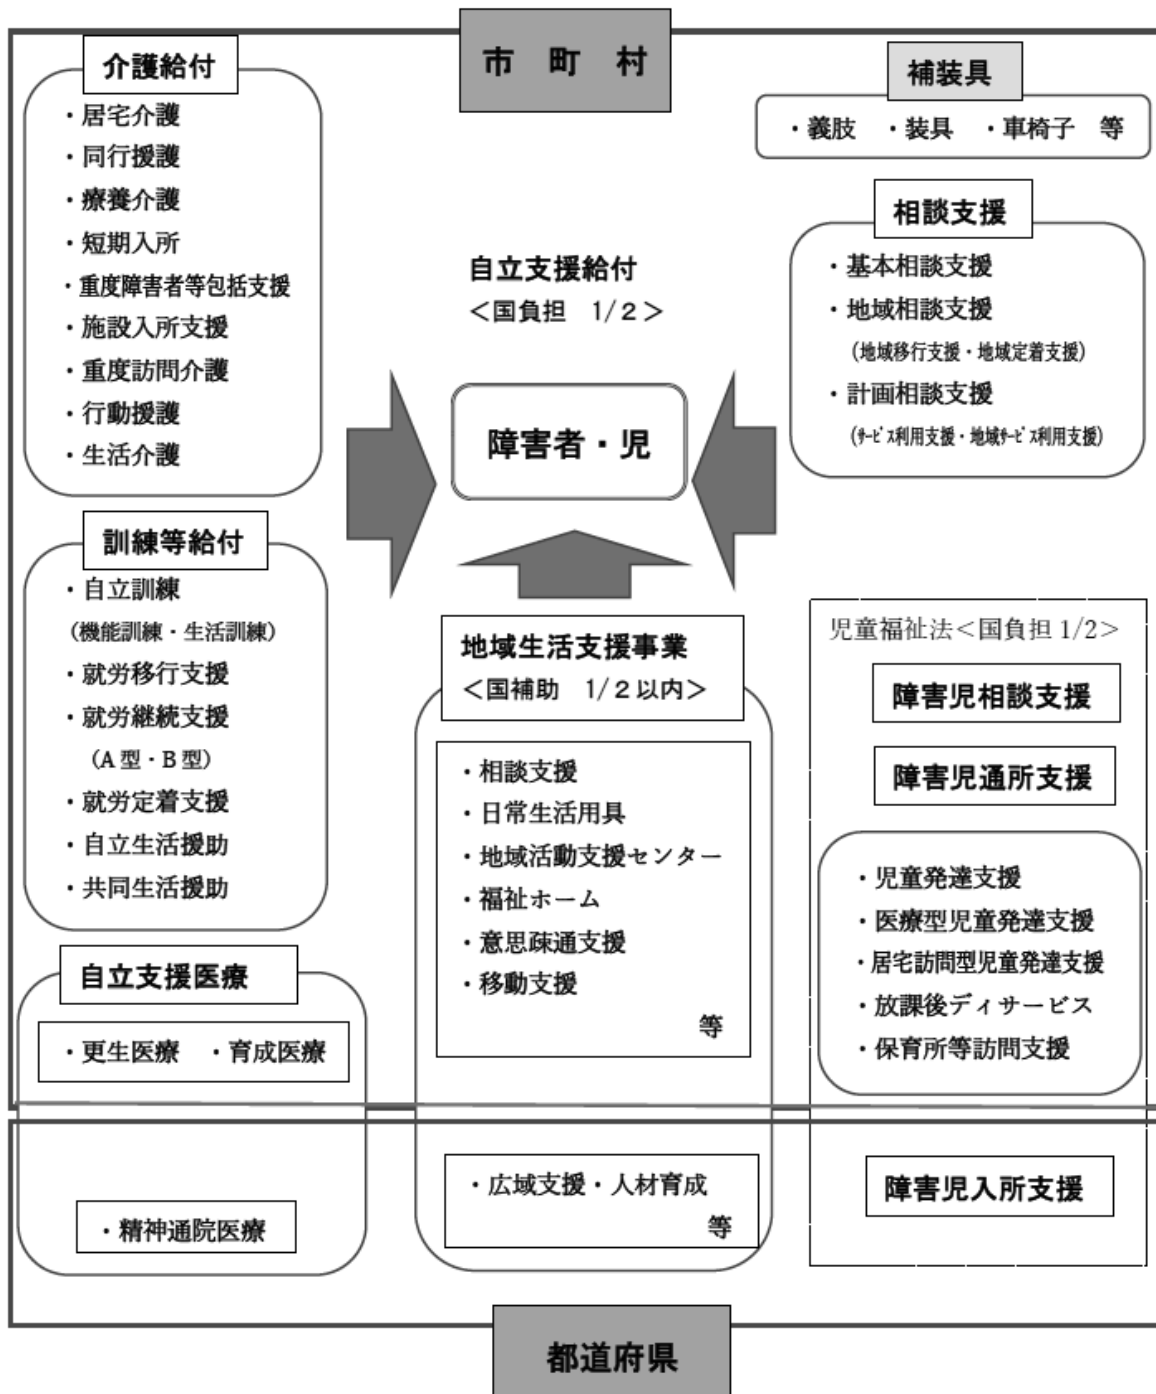 市 町 村
介護給付
・居宅介護
・同行援護
・療養介護
・短期入所
・重度障害者等包括支援
・施設入所支援
・重度訪問介護
・行動援護
・生活介護
訓練等給付
・自立訓練
(機能訓練・生活訓練)
・就労移行支援
・就労継続支援
(A型・B型)
・就労定着支援
・自立生活援助
・共同生活援助
自立支援医療
・更生医療 ・育成医療
・精神通院医療
自立支援給付
＜国負担 1/2＞
障害者・児
地域生活支援事業
＜国補助 1/2以内＞
・相談支援
・日常生活用具
・地域活動支援センター
・福祉ホーム
・意思疎通支援
・移動支援
等
・広域支援・人材育成
等
補装具
・義肢 ・装具 ・車椅子 等
相談支援
・基本相談支援
・地域相談支援
(地域移行支援・地域定着支援)
・計画相談支援
(ｻｰﾋﾞｽ利用支援・地域ｻｰﾋﾞｽ利用支援)
児童福祉法＜国負担 1/2＞
障害児相談支援
障害児通所支援
・児童発達支援
・医療型児童発達支援
・居宅訪問型児童発達支援
・放課後ディサービス
・保育所等訪問支援
障害児入所支援
都道府県